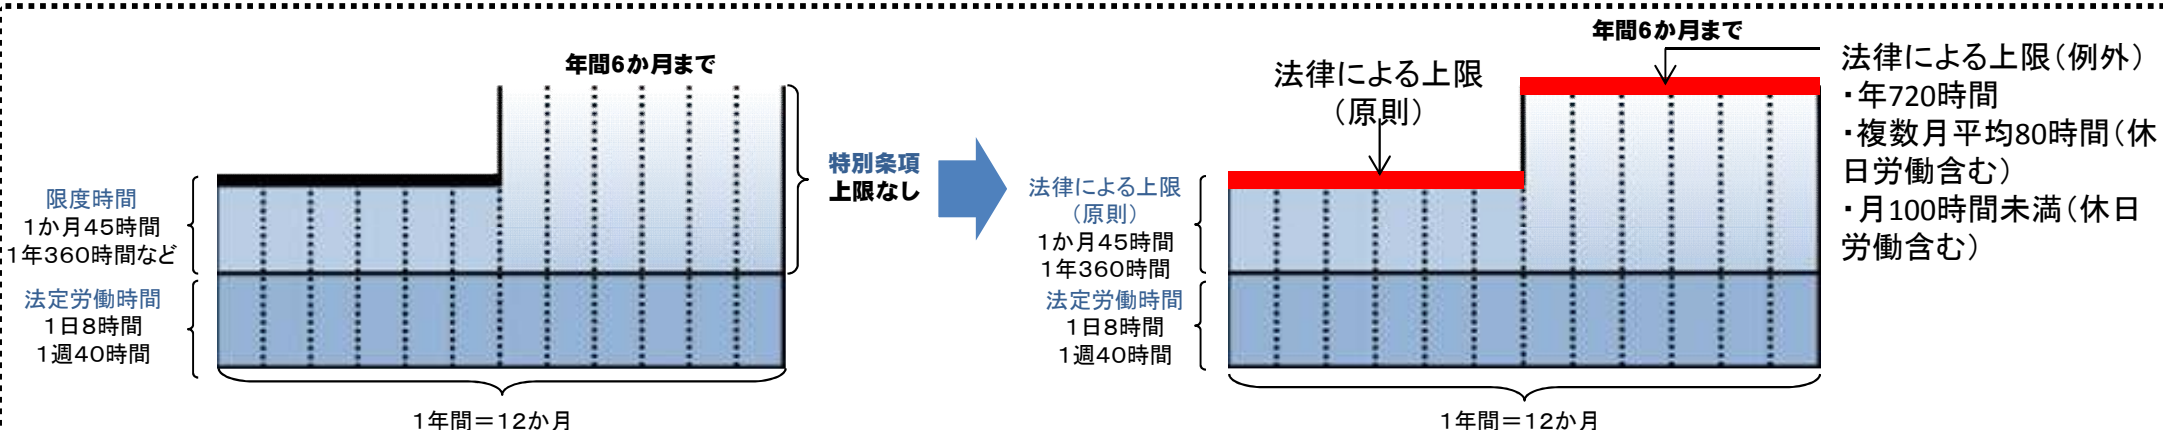 年間6か月まで
限度時間
1か月45時間
1年360時間など
法定労働時間
1日8時間
1週40時間
特別条項
上限なし
1年間＝12か月
年間6か月まで
法律による上限
（原則）
法律による上限
（原則）
1か月45時間
1年360時間
法定労働時間
1日8時間
1週40時間
1年間＝12か月
法律による上限（例外）
・年720時間
・複数月平均80時間（休
日労働含む）
・月100時間未満（休日
労働含む）